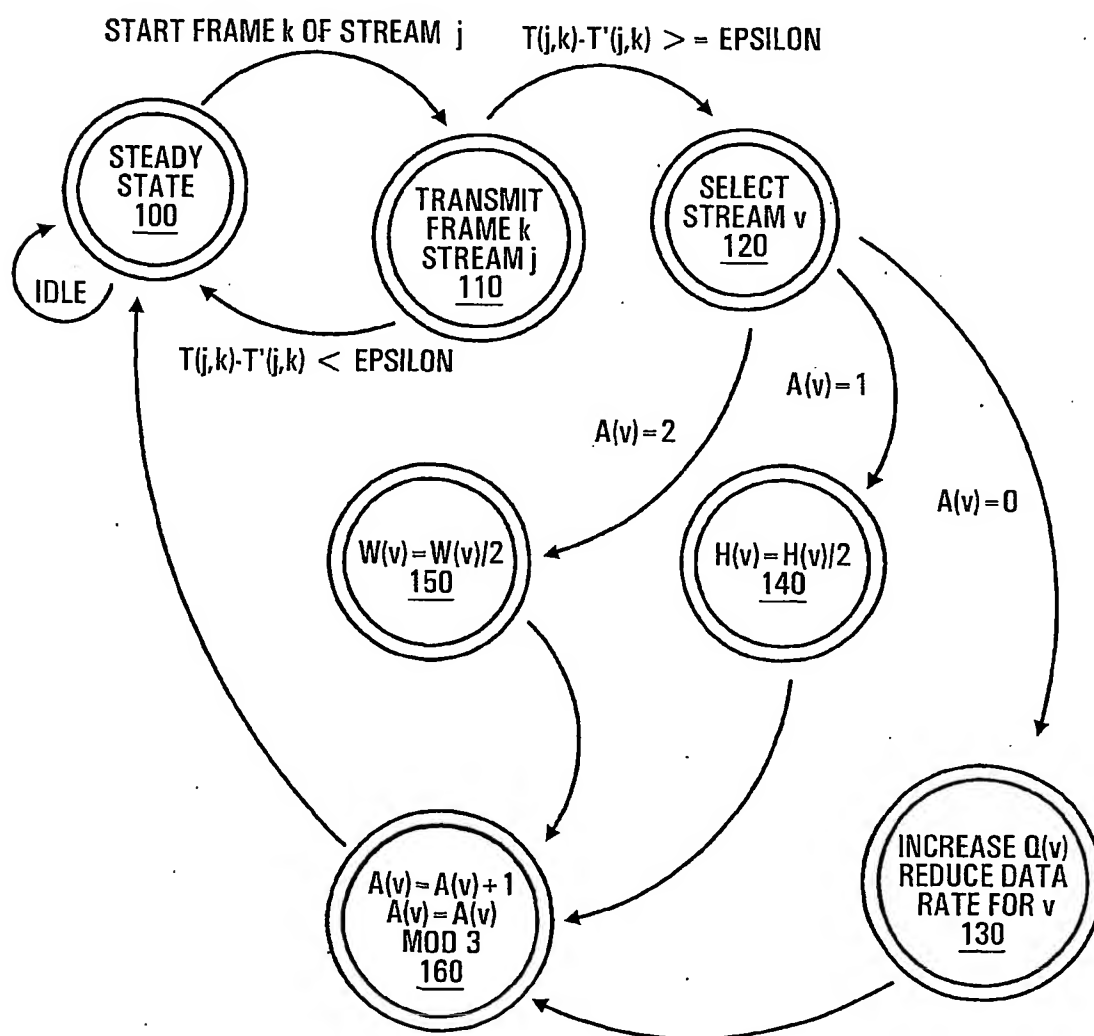 START FRAME k OF STREAM j
T(j,k)-T'(j,k) > = EPSILON
STEADY
STATE
100
TRANSMIT
FRAME k
STREAM j
110
SELECT
STREAM v
120
IDLE
T(j,k)-T'(j,k) < EPSILON
A(v)=1
A(v)=2
A(v)=0
W(v)=W(v)/2
150
H(v)=H(v)/2
140
A(v)=A(v)+1
A(v)=A(v)
MOD 3
160
INCREASE Q(v)
REDUCE DATA
RATE FOR v
130